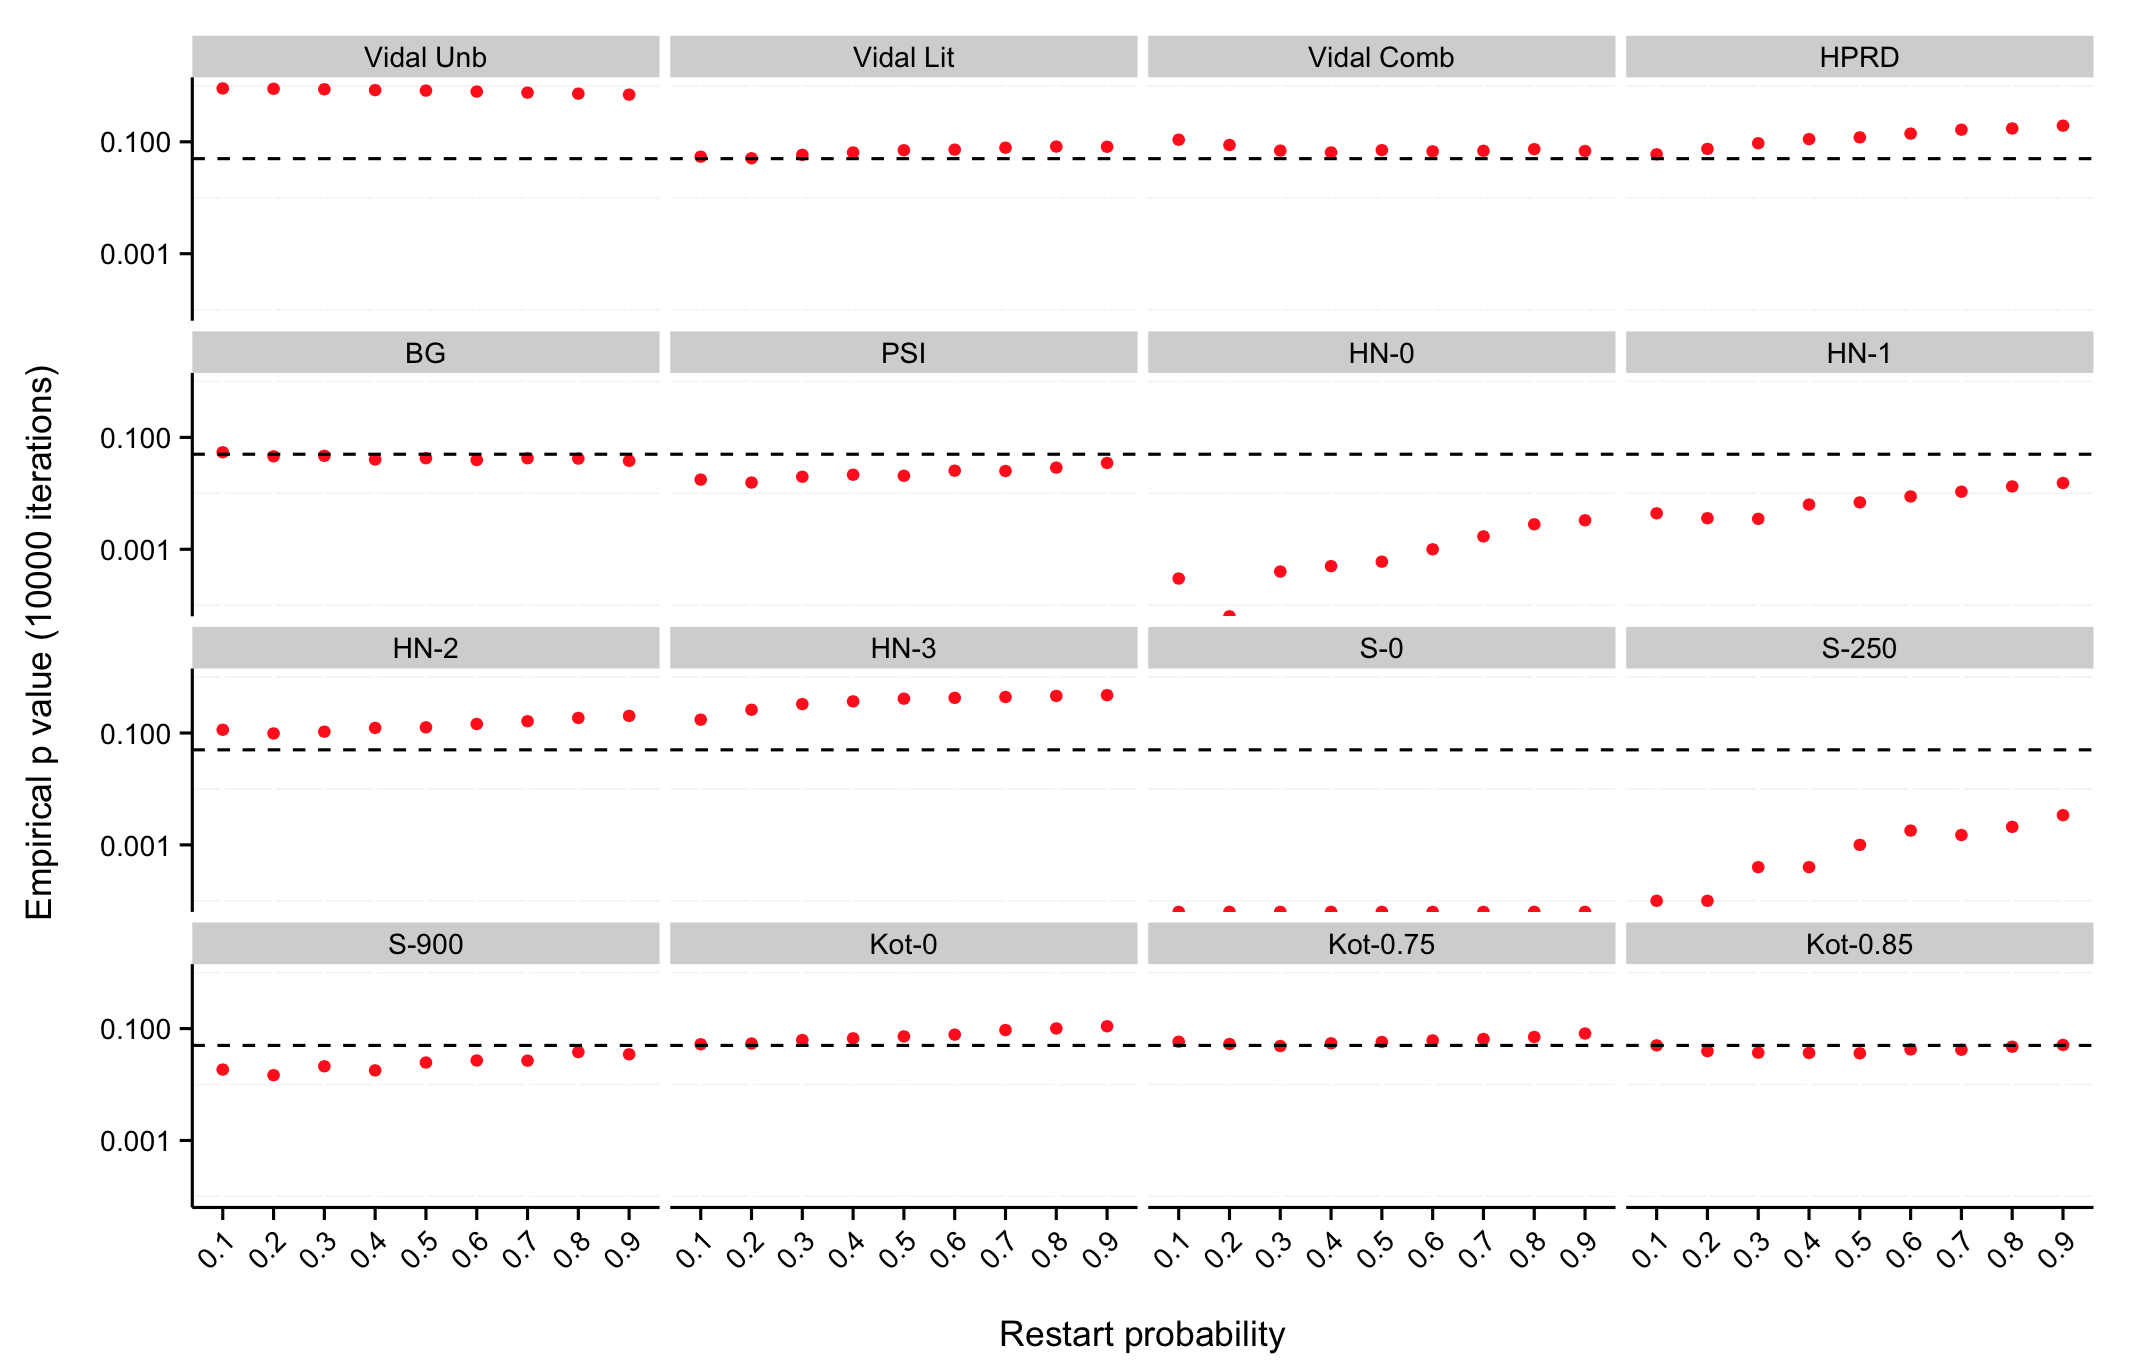 Vidal Unb Vidal Lit Vidal Comb HPRD
0.100
0.001
BG PSI HN-0 HN-1
0.100
0.001
HN-2 HN-3 S-0 S-250
0.100
0.001
S-900 Kot-0 Kot-0.75 Kot-0.85
0.100
0.001
0.1 0.2 0.3 0.4 0.5 0.6 0.7 0.8 0.9 0.1 0.2 0.3 0.4 0.5 0.6 0.7 0.8 0.9 0.1 0.2 0.3 0.4 0.5 0.6 0.7 0.8 0.9 0.1 0.2 0.3 0.4 0.5 0.6 0.7 0.8 0.9
Restart probability
Empirical p value (10000 iterations)